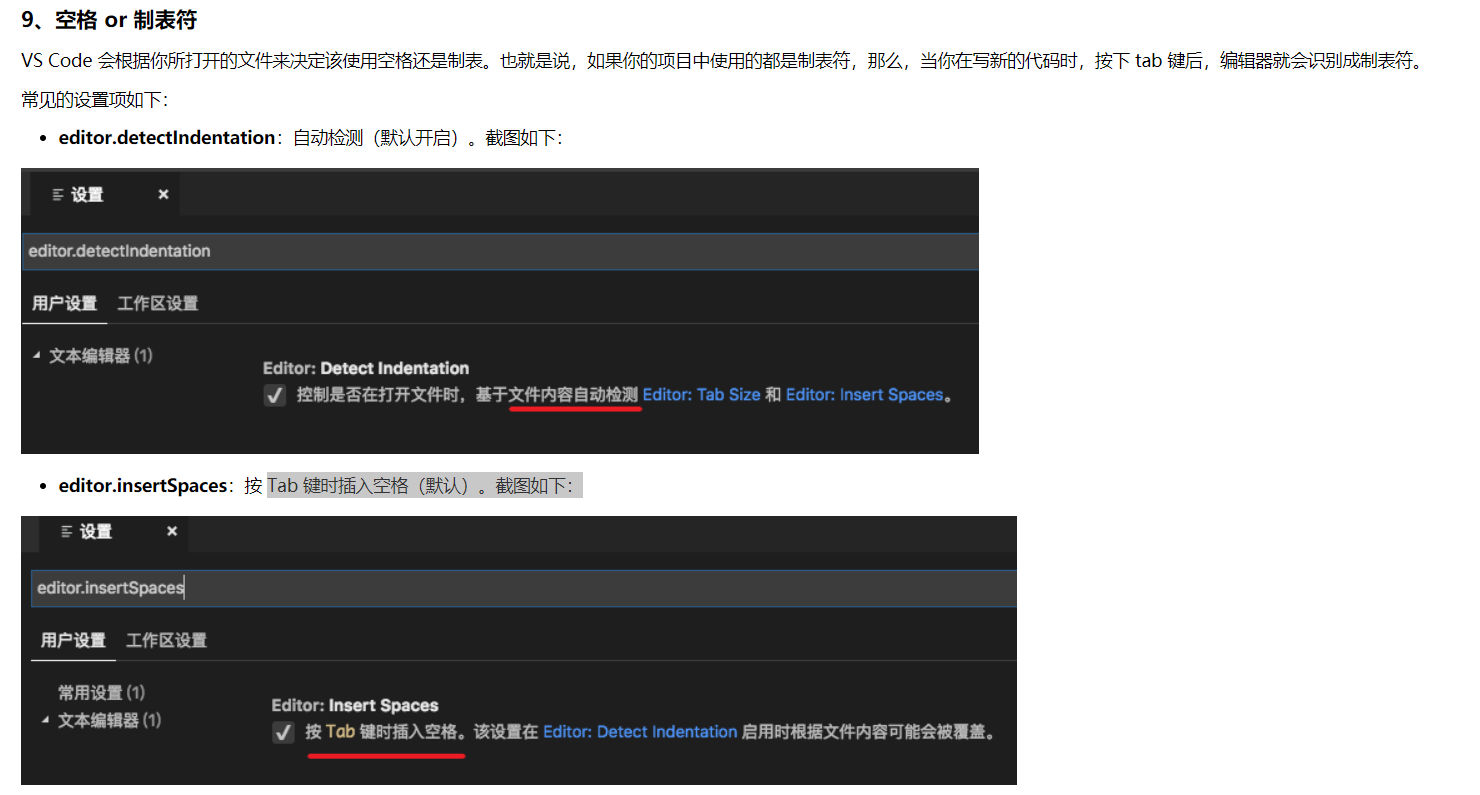 9、空格 or 制表符
VS Code 会根据你所打开的文件来决定该使用空格还是制表。也就是说，如果你的项目中使用的都是制表符，那么，当你在写新的代码时，按下 tab 键后，编辑器就会识别成制表符。
常见的设置项如下：
• editor.detectIndentation：自动检测（默认开启）。截图如下：
设置 ×
editor.detectIndentation
用户设置 工作区设置
文本编辑器 (1)
Editor: Detect Indentation
控制是否在打开文件时，基于文件内容自动检测 Editor: Tab Size 和 Editor: Insert Spaces。
• editor.insertSpaces：按 Tab 键时插入空格（默认）。截图如下：
设置 ×
editor.insertSpaces
用户设置 工作区设置
常用设置 (1)
文本编辑器 (1)
Editor: Insert Spaces
按 Tab 键时插入空格。该设置在 Editor: Detect Indentation 启用时根据文件内容可能会被覆盖。